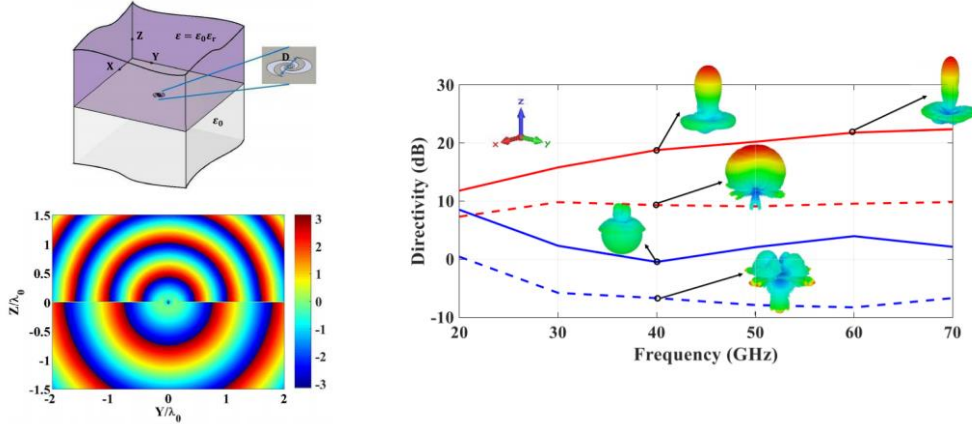 Z
ε = ε₀εᵣ
D
Y
X
ε₀
1.5
1
0.5
0
-0.5
-1
-1.5
Z/λ₀
-2
-1
0
1
2
Y/λ₀
3
2
1
0
-1
-2
-3
30
20
10
0
-10
Directivity (dB)
z
x
y
20
30
40
50
60
70
Frequency (GHz)